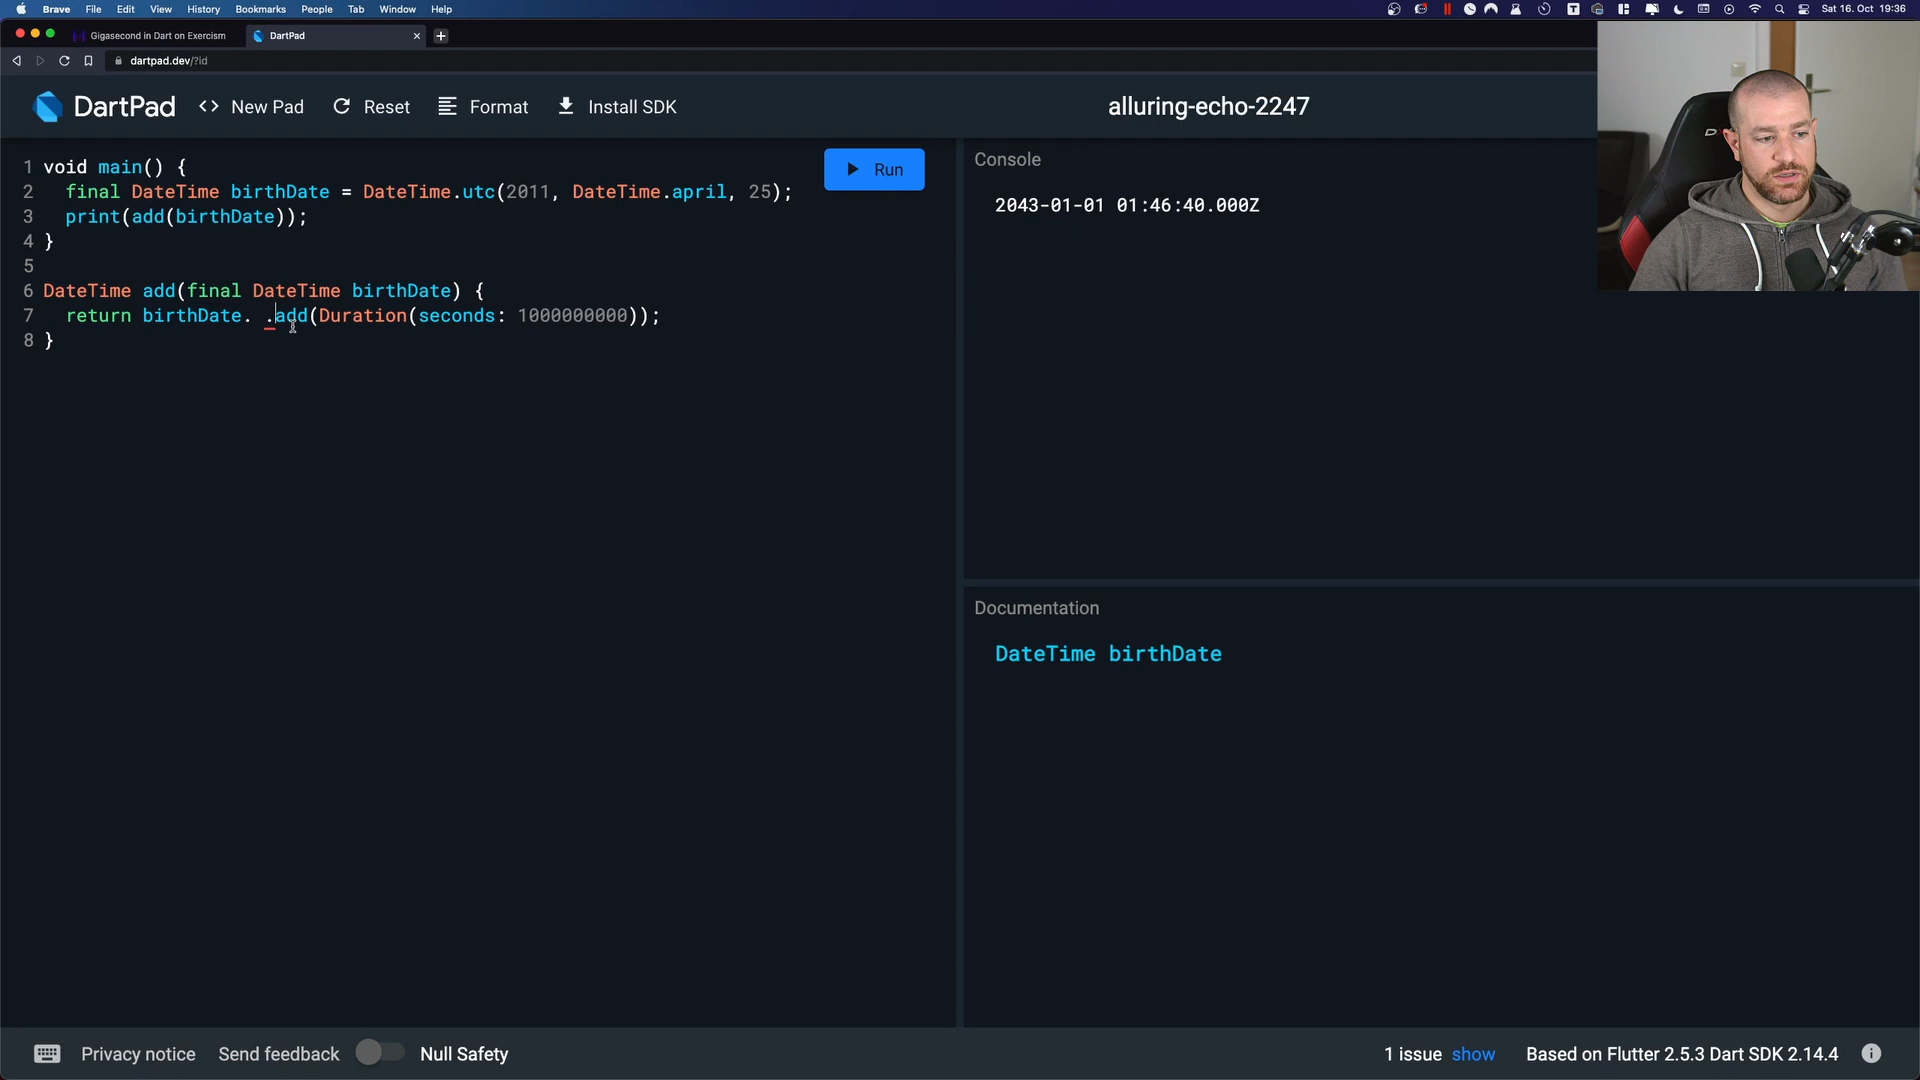 Brave File Edit View History Bookmarks People Tab Window Help
Sat 16. Oct 19:36
Gigasecond in Dart on Exercism
DartPad
dartpad.dev/?id
DartPad
<> New Pad
Reset
Format
Install SDK
alluring-echo-2247
1 void main() {
2 final DateTime birthDate = DateTime.utc(2011, DateTime.april, 25);
3 print(add(birthDate));
4 }
5
6 DateTime add(final DateTime birthDate) {
7 return birthDate. .add(Duration(seconds: 1000000000));
8 }
Run
Console
2043-01-01 01:46:40.000Z
Documentation
DateTime birthDate
Privacy notice
Send feedback
Null Safety
1 issue show
Based on Flutter 2.5.3 Dart SDK 2.14.4